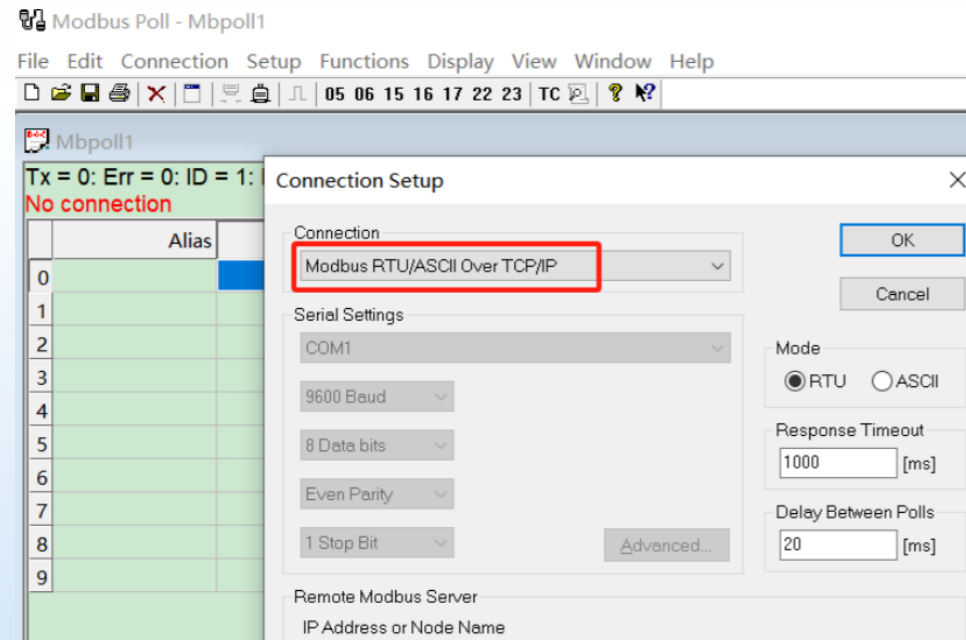 Modbus Poll - Mbpoll1
File Edit Connection Setup Functions Display View Window Help
05 06 15 16 17 22 23 TC
Mbpoll1
Tx = 0: Err = 0: ID = 1:
No connection
Alias
0
1
2
3
4
5
6
7
8
9
Connection Setup
Connection
Modbus RTU/ASCII Over TCP/IP
OK
Cancel
Serial Settings
COM1
9600 Baud
8 Data bits
Even Parity
1 Stop Bit
Advanced...
Mode
RTU ASCII
Response Timeout
1000 [ms]
Delay Between Polls
20 [ms]
Remote Modbus Server
IP Address or Node Name